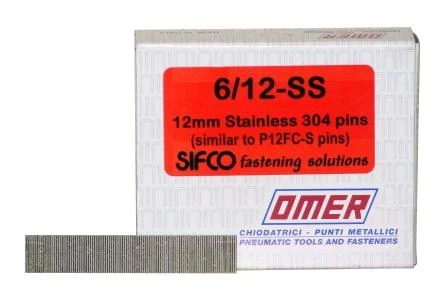 6/12-SS
12mm Stainless 304 pins
(similar to P12FC-S pins)
SIFCO fastening solutions
OMER
CHIODATRICI - PUNTI METALLICI
PNEUMATIC TOOLS AND FASTENERS